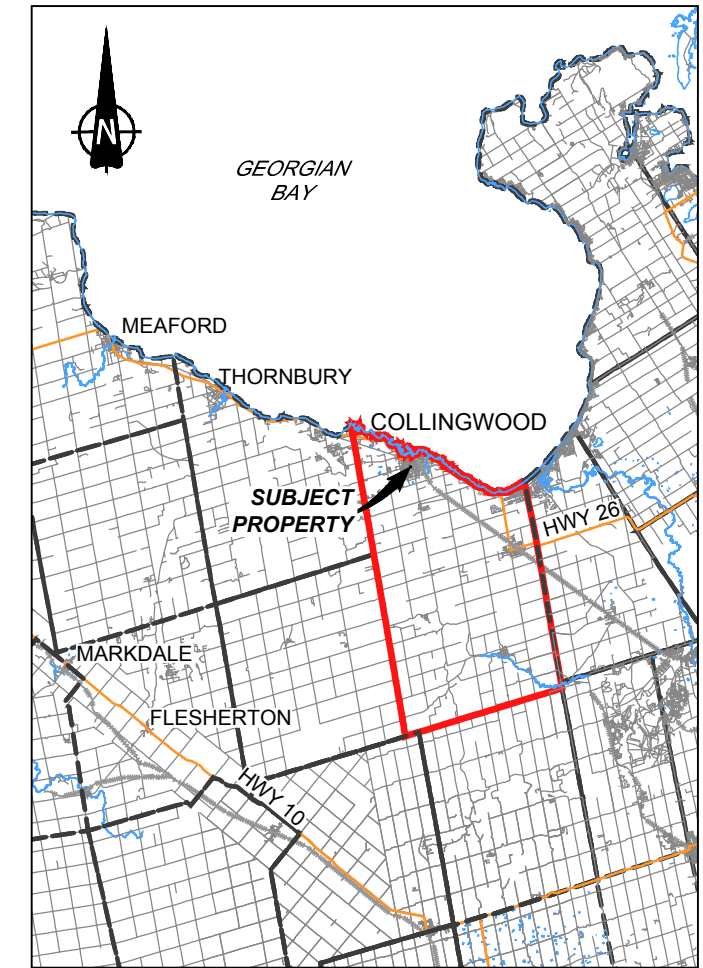 N
GEORGIAN
BAY
MEAFORD
THORNBURY
COLLINGWOOD
SUBJECT
PROPERTY
HWY 26
MARKDALE
FLESHERTON
HWY 10